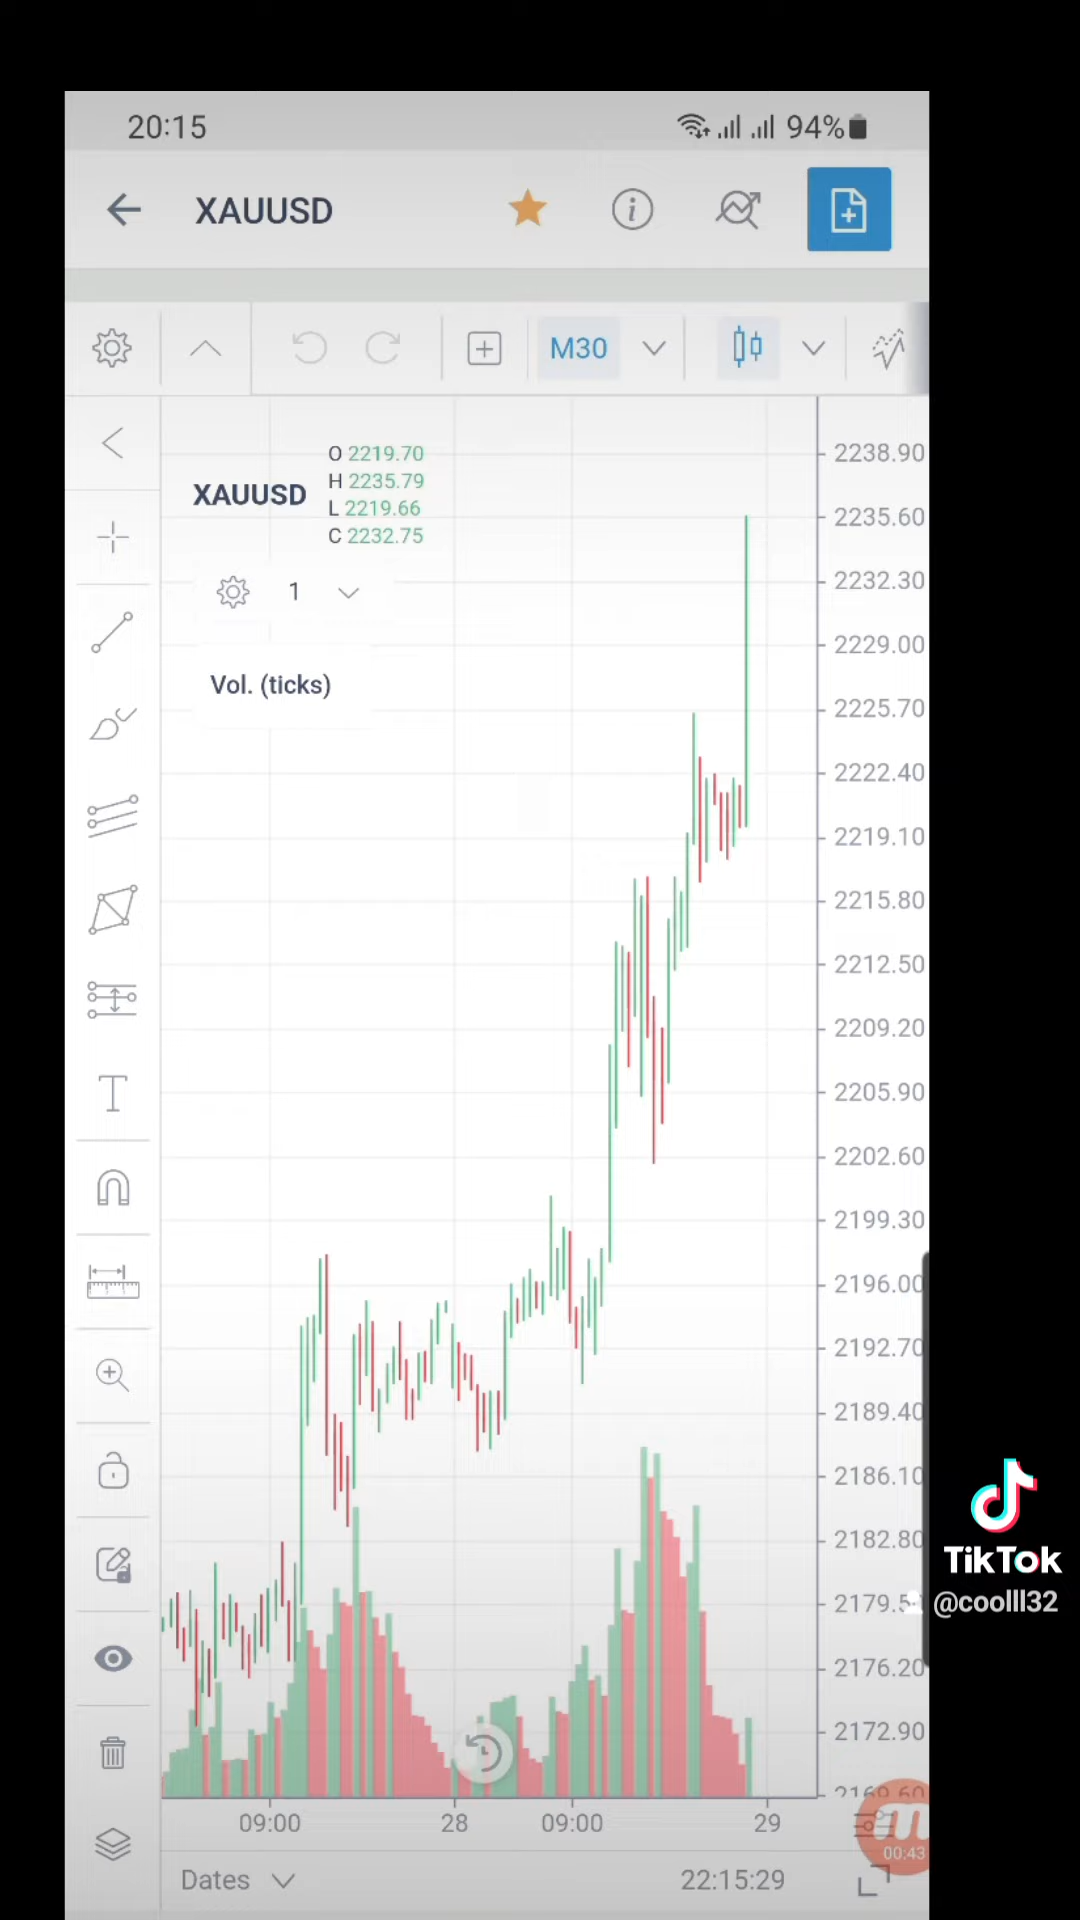 20:15
94%
XAUUSD
M30
XAUUSD
O 2219.70
H 2235.79
L 2219.66
C 2232.75
1
Vol. (ticks)
2238.90
2235.60
2232.30
2229.00
2225.70
2222.40
2219.10
2215.80
2212.50
2209.20
2205.90
2202.60
2199.30
2196.00
2192.70
2189.40
2186.10
2182.80
2176.20
2172.90
09:00
28
09:00
29
Dates
22:15:29
00:43
TikTok
@coolll32